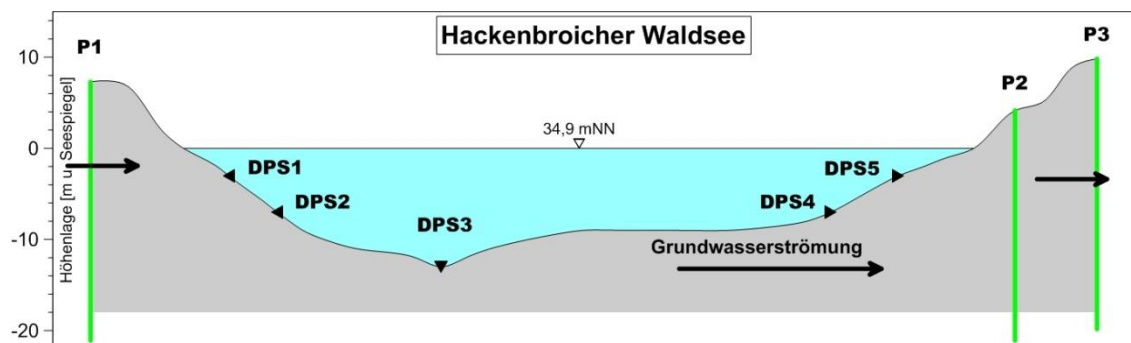 Hackenbroicher Waldsee
P1
P3
P2
10
0
-10
-20
Höhenlage [m u. Seespiegel]
34,9 mNN
DPS1
DPS5
DPS2
DPS4
DPS3
Grundwasserströmung